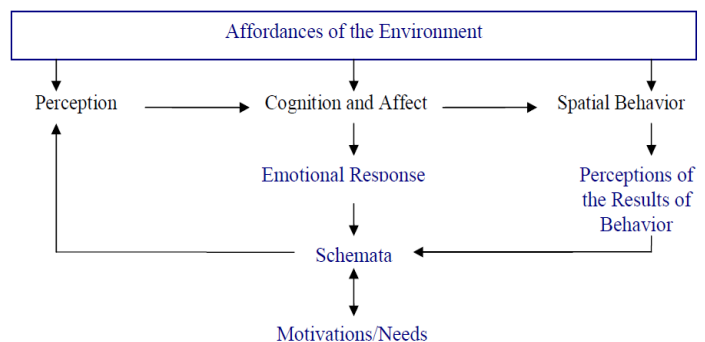 Affordances of the Environment
Perception
Cognition and Affect
Spatial Behavior
Emotional Response
Perceptions of
the Results of
Behavior
Schemata
Motivations/Needs